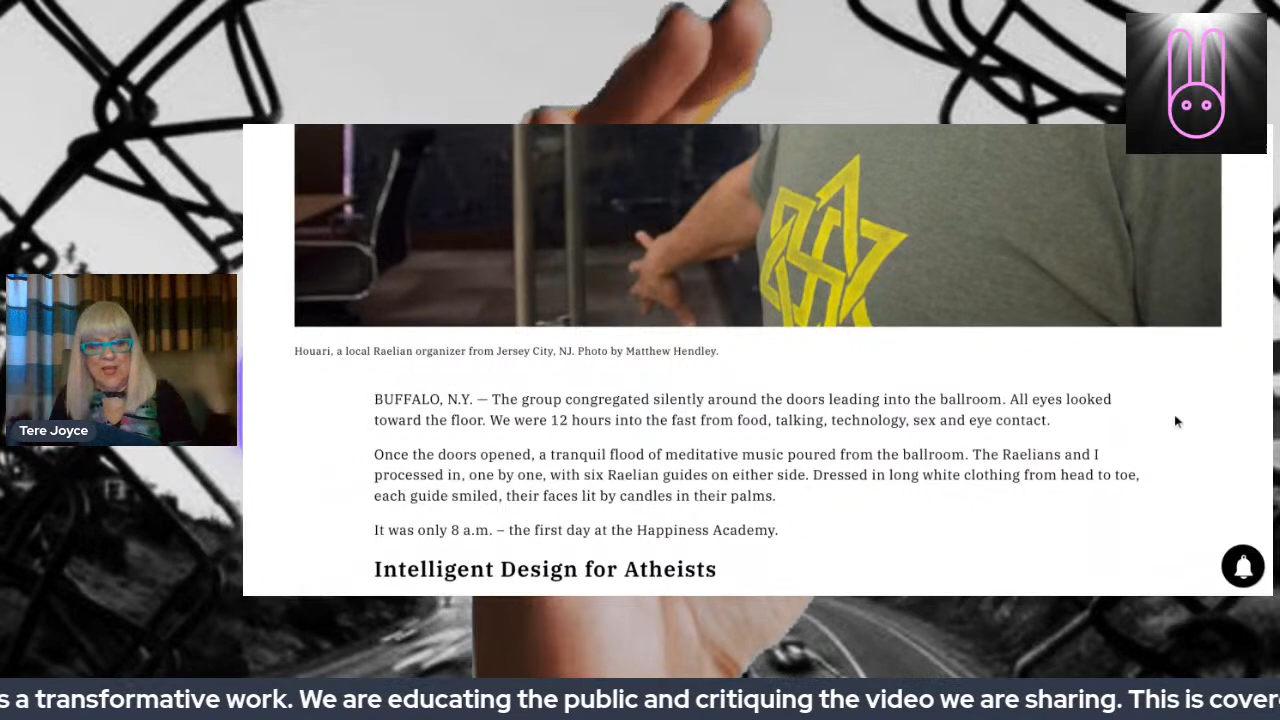 Houari, a local Raelian organizer from Jersey City, NJ. Photo by Matthew Hendley.
BUFFALO, N.Y. — The group congregated silently around the doors leading into the ballroom. All eyes looked
toward the floor. We were 12 hours into the fast from food, talking, technology, sex and eye contact.
Once the doors opened, a tranquil flood of meditative music poured from the ballroom. The Raelians and I
processed in, one by one, with six Raelian guides on either side. Dressed in long white clothing from head to toe,
each guide smiled, their faces lit by candles in their palms.
It was only 8 a.m. – the first day at the Happiness Academy.
Intelligent Design for Atheists
Tere Joyce
s a transformative work. We are educating the public and critiquing the video we are sharing. This is cover